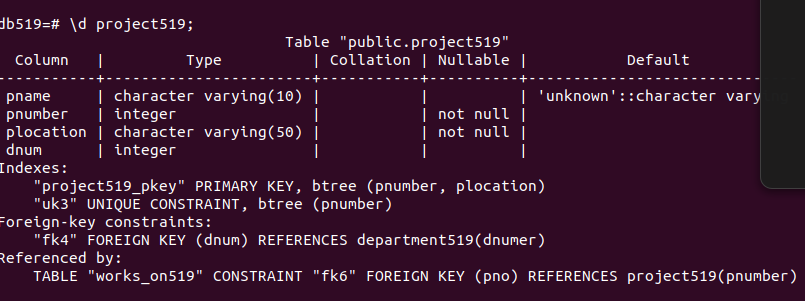 db519=# \d project519;
Table "public.project519"
Column | Type | Collation | Nullable | Default
-----------+-----------------------+-----------+----------+-----------------------------
pname | character varying(10) | | | 'unknown'::character
pnumber | integer | | not null |
plocation | character varying(50) | | not null |
dnum | integer | | |
Indexes:
"project519_pkey" PRIMARY KEY, btree (pnumber, plocation)
"uk3" UNIQUE CONSTRAINT, btree (pnumber)
Foreign-key constraints:
"fk4" FOREIGN KEY (dnum) REFERENCES department519(dnumer)
Referenced by:
TABLE "works_on519" CONSTRAINT "fk6" FOREIGN KEY (pno) REFERENCES project519(pnumber)